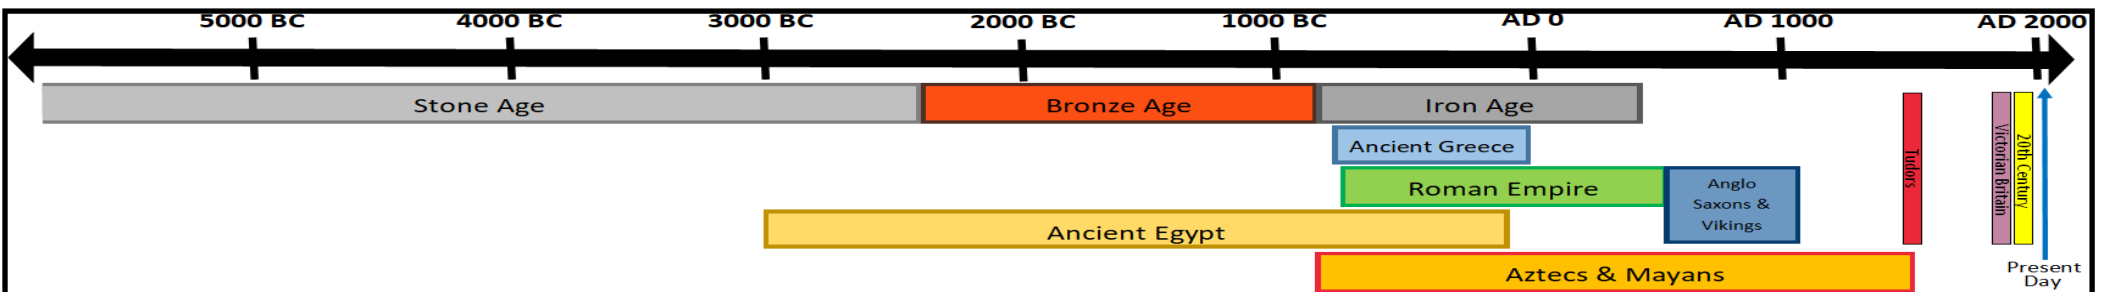 5000 BC
4000 BC
3000 BC
2000 BC
1000 BC
AD 0
AD 1000
AD 2000
Stone Age
Bronze Age
Iron Age
Ancient Greece
Roman Empire
Anglo
Saxons &
Vikings
Ancient Egypt
Aztecs & Mayans
Tudors
Victorian Britain
20th Century
Present
Day